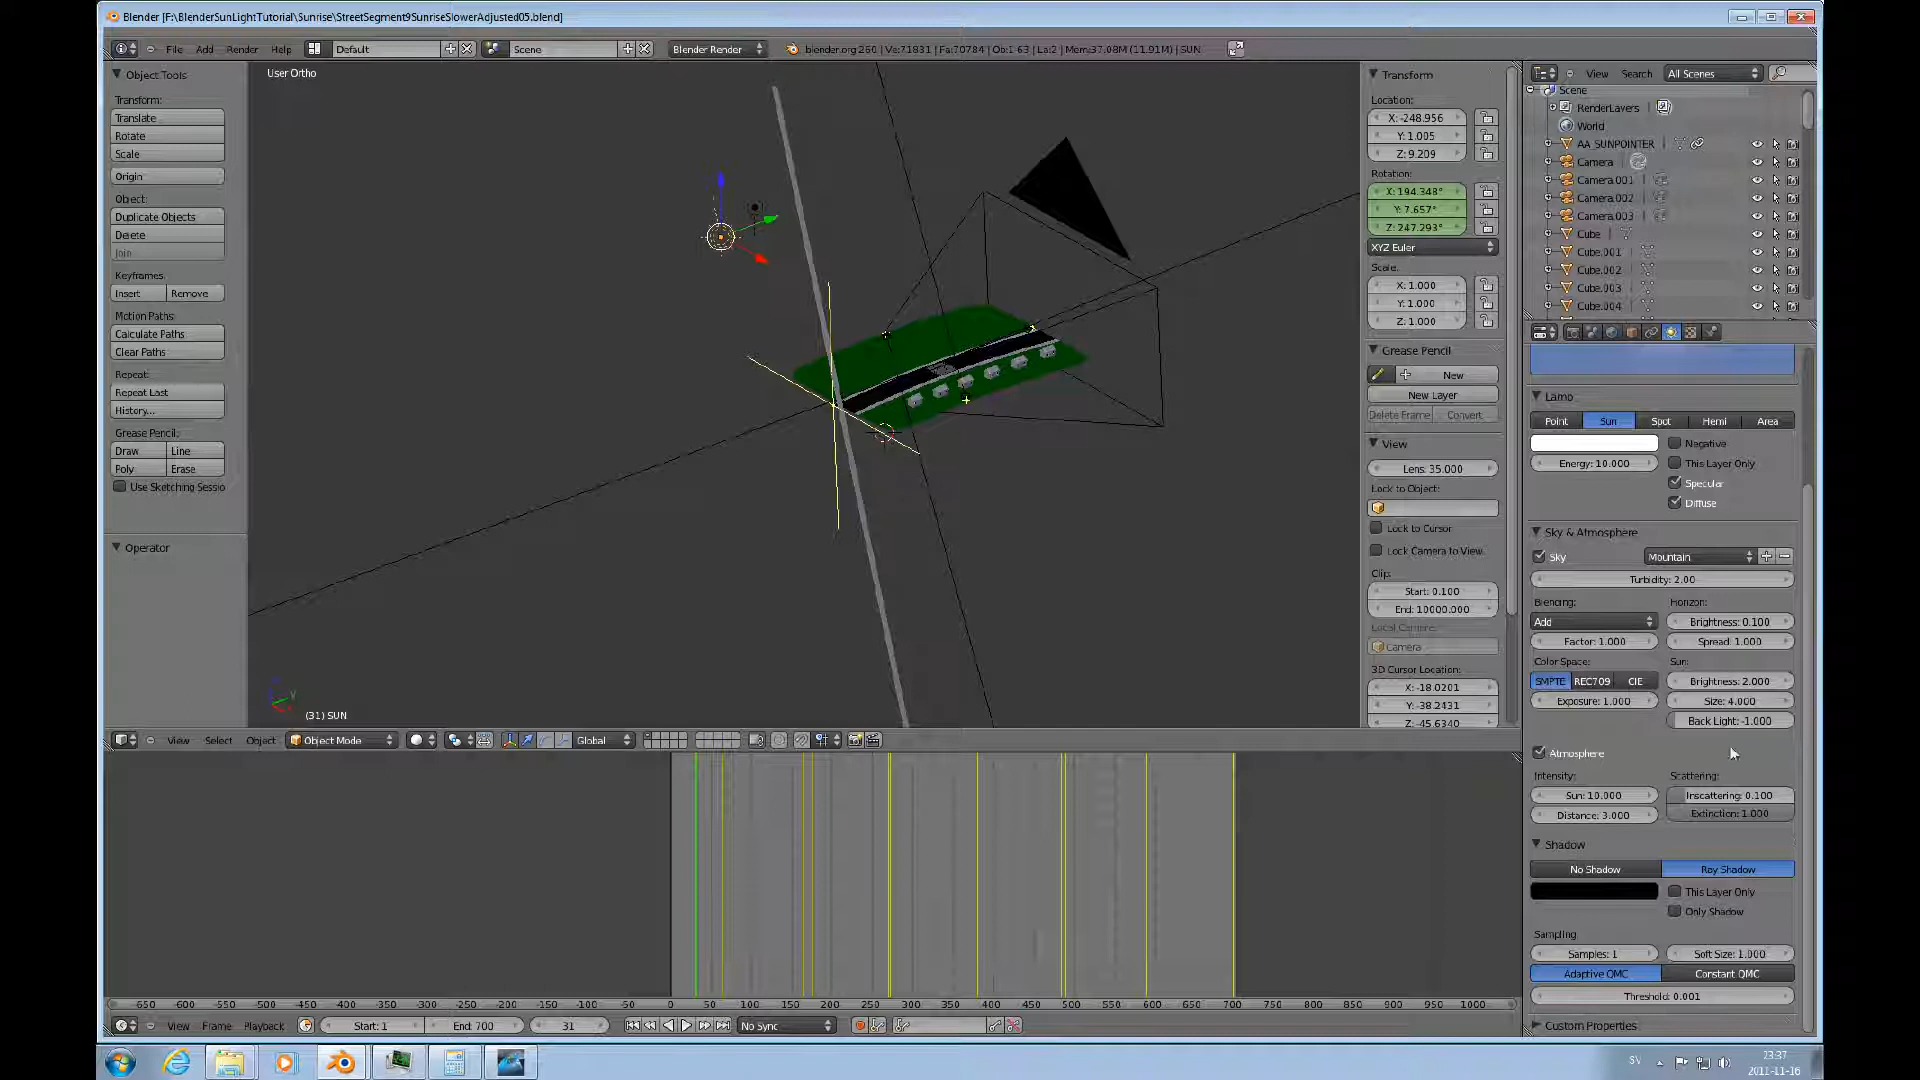 Blender [F:\BlenderSunLightTutorial\Sunrise\StreetSegment9SunriseSlowerAdjusted05.blend]
File Add Render Help Default Scene Blender Render blender.org 260 | Ve:71831 | Fa:70784 | Ob:1-63 | La:2 | Mem:37.08M (11.91M) | SUN
Object Tools
Transform:
Translate
Rotate
Scale
Origin
Object:
Duplicate Objects
Delete
Join
Keyframes:
Insert Remove
Motion Paths:
Calculate Paths
Clear Paths
Repeat:
Repeat Last
History...
Grease Pencil:
Draw Line
Poly Erase
Use Sketching Sessio
Operator
User Ortho
(31) SUN
Transform
Location:
X: -248.956
Y: 1.005
Z: 9.209
Rotation:
X: 194.348°
Y: 7.657°
Z: 247.293°
XYZ Euler
Scale:
X: 1.000
Y: 1.000
Z: 1.000
Grease Pencil
New
New Layer
Delete Frame Convert
View
Lens: 35.000
Lock to Object:
Lock to Cursor
Lock Camera to View
Clip:
Start: 0.100
End: 10000.000
Local Camera:
Camera
3D Cursor Location:
X: -18.0201
Y: -38.2431
Z: -45.6340
View Search All Scenes
Scene
RenderLayers
World
AA_SUNPOINTER
Camera
Camera.001
Camera.002
Camera.003
Cube
Cube.001
Cube.002
Cube.003
Cube.004
Lamp
Point Sun Spot Hemi Area
Negative
Energy: 10.000 This Layer Only
Specular
Diffuse
Sky & Atmosphere
Sky Mountain
Turbidity: 2.00
Blending: Horizon:
Add Brightness: 0.100
Factor: 1.000 Spread: 1.000
Color Space: Sun:
SMPTE REC709 CIE Brightness: 2.000
Exposure: 1.000 Size: 4.000
Back Light: -1.000
Atmosphere
Intensity: Scattering:
Sun: 10.000 Inscattering: 0.100
Distance: 3.000 Extinction: 1.000
Shadow
No Shadow Ray Shadow
This Layer Only
Only Shadow
Sampling:
Samples: 1 Soft Size: 1.000
Adaptive QMC Constant QMC
Threshold: 0.001
Custom Properties
View Select Object Object Mode Global
-650 -600 -550 -500 -450 -400 -350 -300 -250 -200 -150 -100 -50 0 50 100 150 200 250 300 350 400 450 500 550 600 650 700 750 800 850 900 950 1000
View Frame Playback Start: 1 End: 700 31 No Sync
SV 23:37
2011-11-16